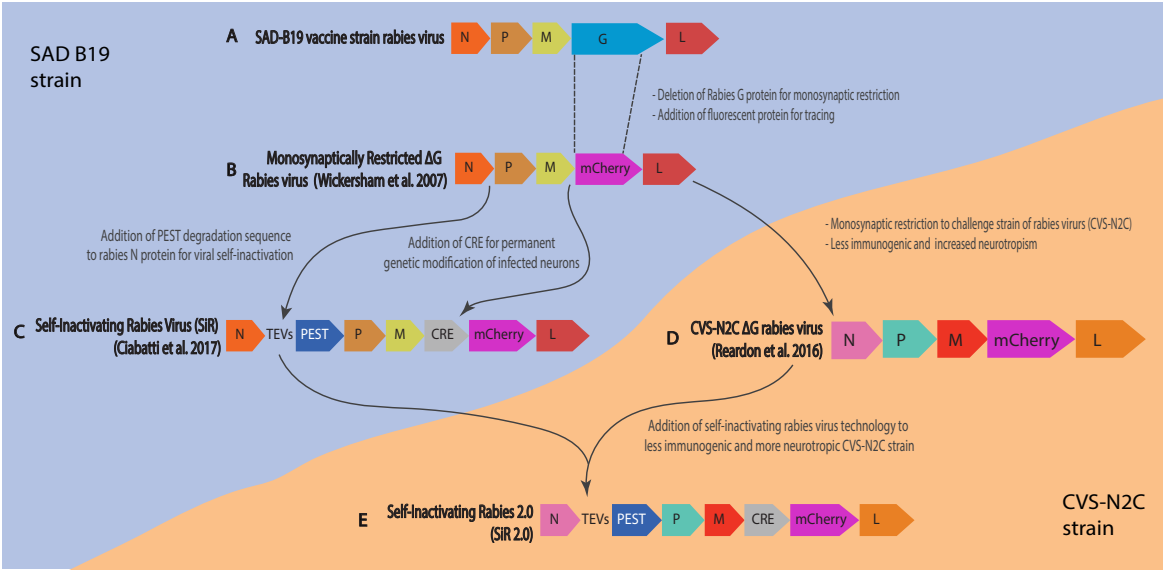 SAD B19
strain
A SAD-B19 vaccine strain rabies virus N P M G L
- Deletion of Rabies G protein for monosynaptic restriction
- Addition of fluorescent protein for tracing
B Monosynaptically Restricted ΔG
Rabies virus (Wickersham et al. 2007)
N P M mCherry L
Addition of PEST degradation sequence
to rabies N protein for viral self-inactivation
Addition of CRE for permanent
genetic modification of infected neurons
- Monosynaptic restriction to challenge strain of rabies virurs (CVS-N2C)
- Less immunogenic and increased neurotropism
C Self-Inactivating Rabies Virus (SiR)
(Ciabatti et al. 2017)
N TEVs PEST P M CRE mCherry L
D CVS-N2C ΔG rabies virus
(Reardon et al. 2016)
N P M mCherry L
Addition of self-inactivating rabies virus technology to
less immunogenic and more neurotropic CVS-N2C strain
E Self-Inactivating Rabies 2.0
(SiR 2.0)
N TEVs PEST P M CRE mCherry L
CVS-N2C
strain